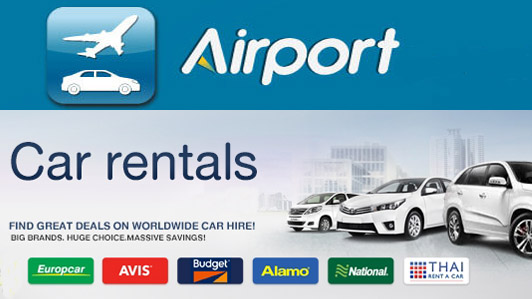 Airport
Car rentals
FIND GREAT DEALS ON WORLDWIDE CAR HIRE!
BIG BRANDS. HUGE CHOICE.MASSIVE SAVINGS!
Europcar
AVIS
Budget
Alamo
National.
THAI
RENT A CAR